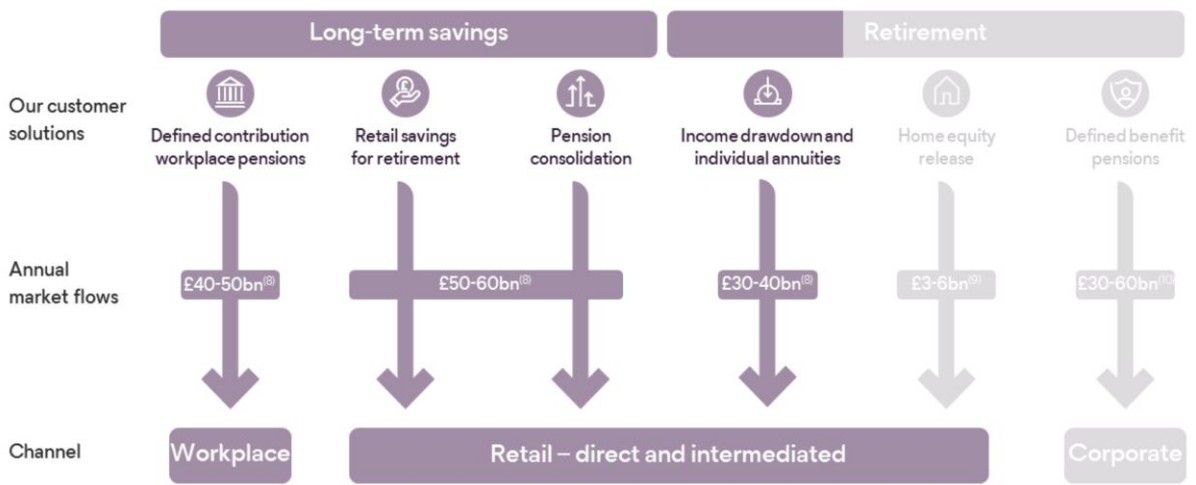 Long-term savings
Retirement
Our customer
solutions
Defined contribution
workplace pensions
Retail savings
for retirement
Pension
consolidation
Income drawdown and
individual annuities
Home equity
release
Defined benefit
pensions
Annual
market flows
£40-50bn(8)
£50-60bn(8)
£30-40bn(8)
£3-6bn(9)
£30-60bn(10)
Channel
Workplace
Retail – direct and intermediated
Corporate